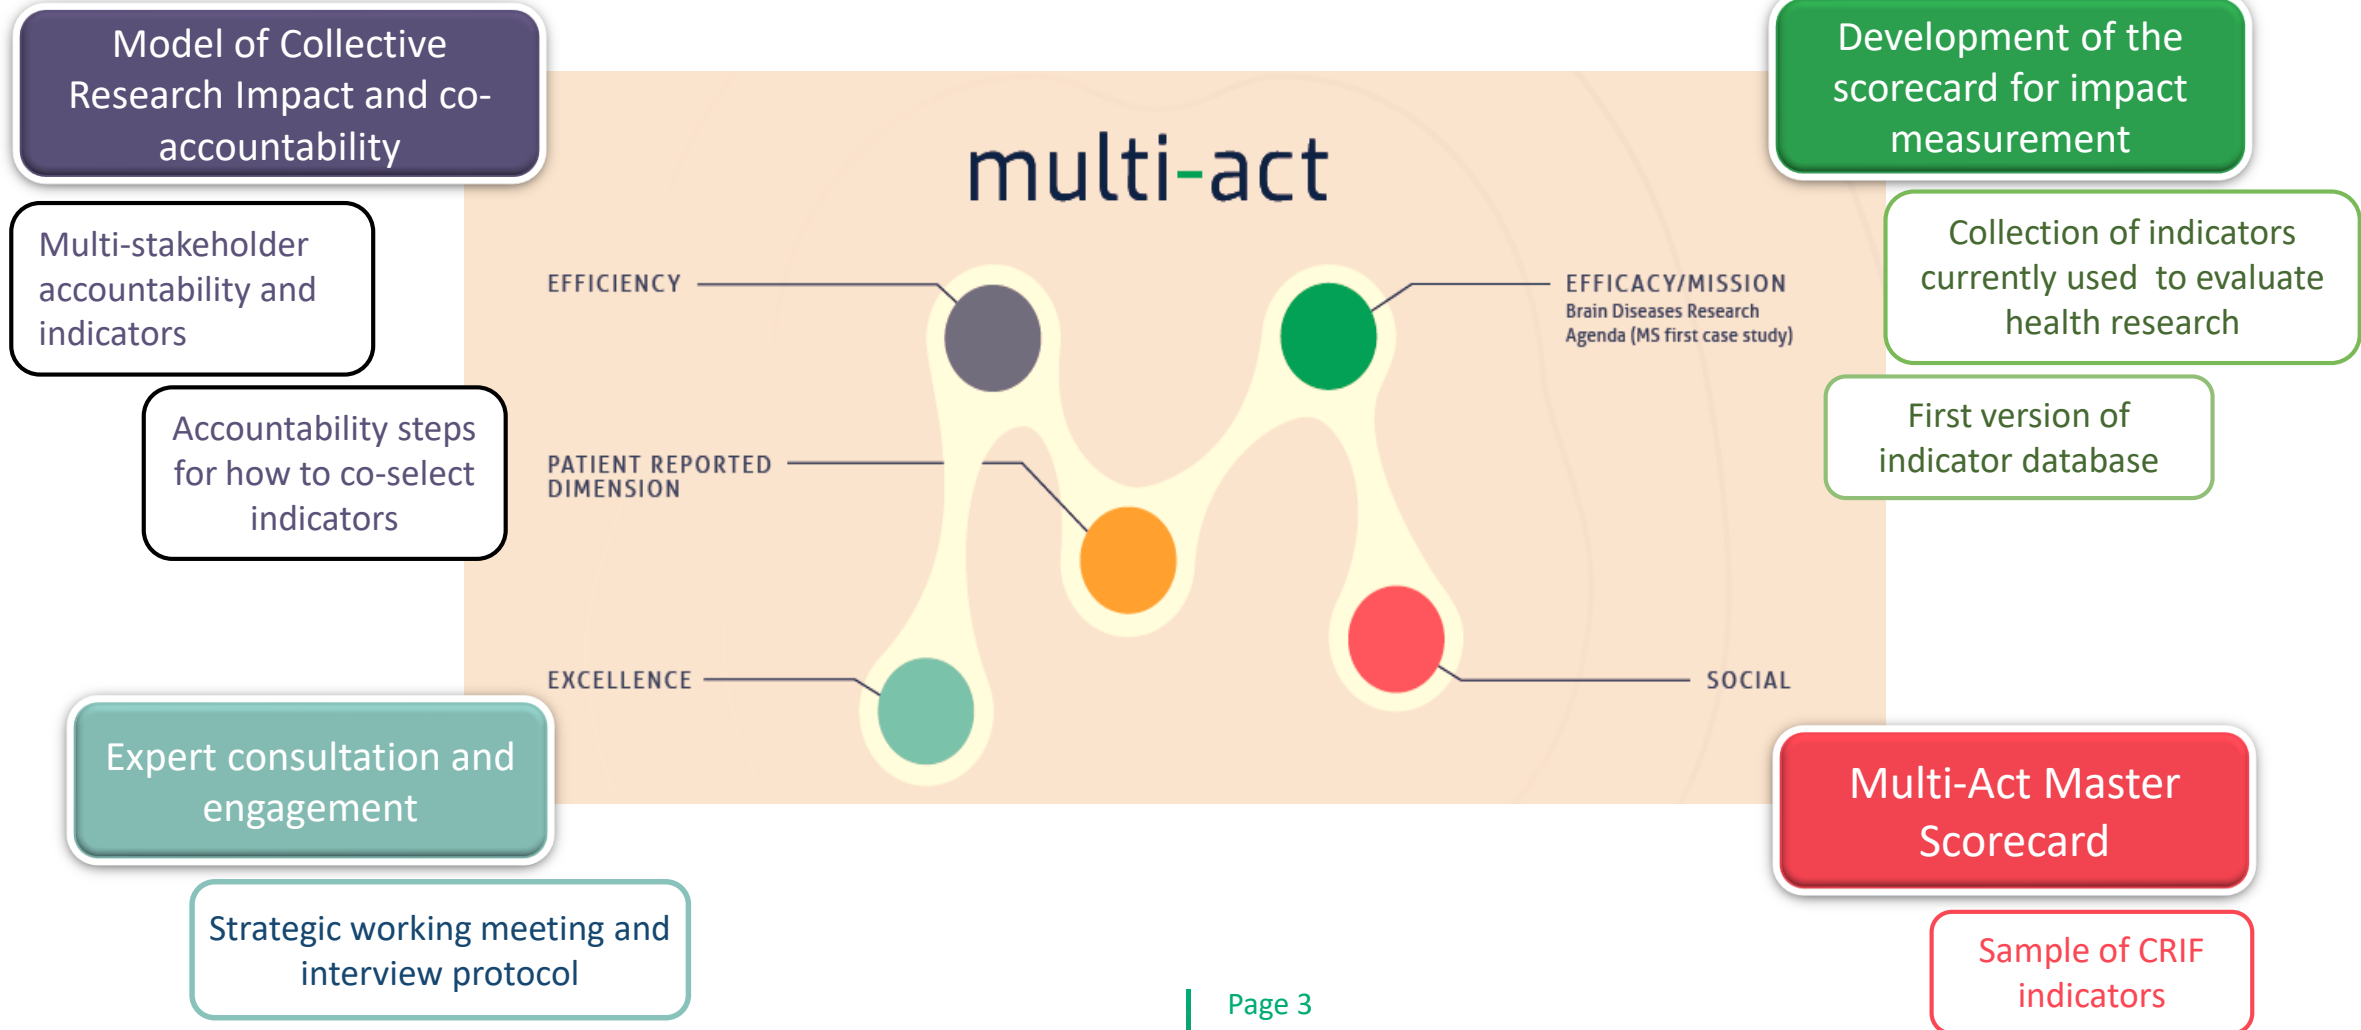 Model of Collective
Research Impact and co-
accountability
Multi-stakeholder
accountability and
indicators
Accountability steps
for how to co-select
indicators
multi-act
EFFICIENCY
PATIENT REPORTED
DIMENSION
EXCELLENCE
EFFICACY/MISSION
Brain Diseases Research
Agenda (MS first case study)
SOCIAL
Development of the
scorecard for impact
measurement
Collection of indicators
currently used to evaluate
health research
First version of
indicator database
Expert consultation and
engagement
Strategic working meeting and
interview protocol
Multi-Act Master
Scorecard
Sample of CRIF
indicators
Page 3